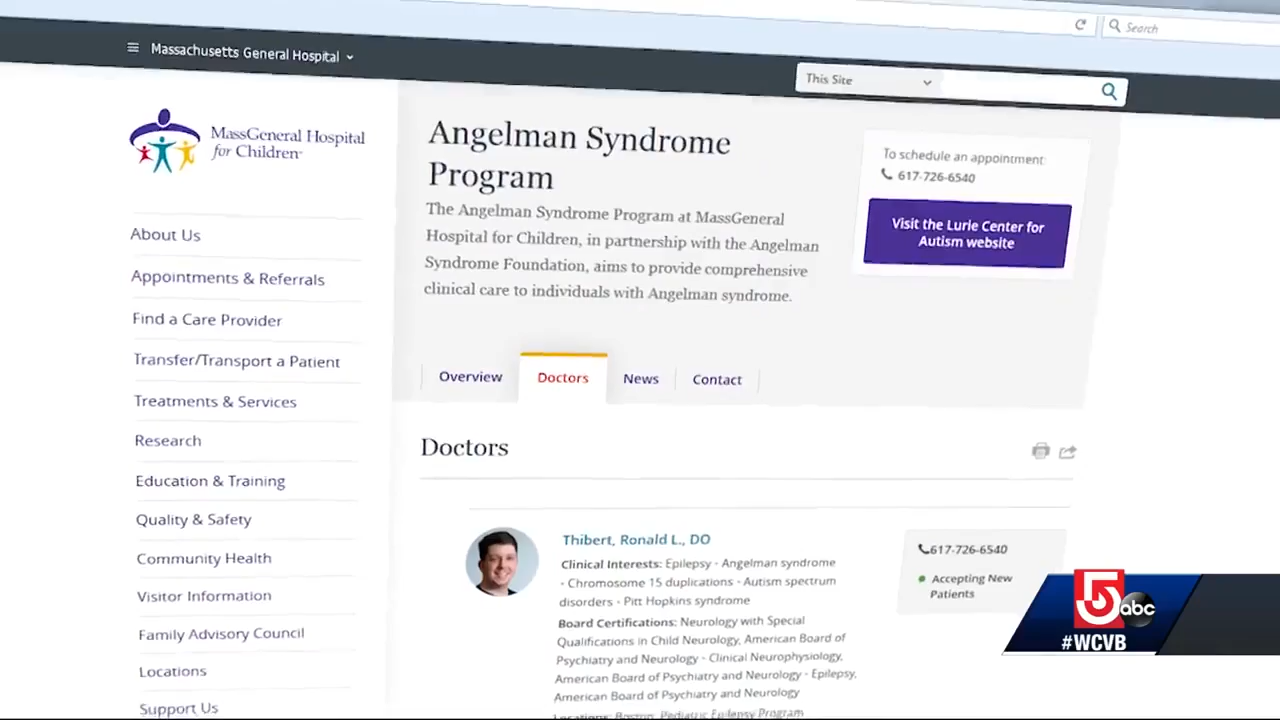 Search
Massachusetts General Hospital
This Site
MassGeneral Hospital
for Children
Angelman Syndrome
Program
The Angelman Syndrome Program at MassGeneral
Hospital for Children, in partnership with the Angelman
Syndrome Foundation, aims to provide comprehensive
clinical care to individuals with Angelman syndrome.
To schedule an appointment:
617-726-6540
Visit the Lurie Center for
Autism website
About Us
Appointments & Referrals
Find a Care Provider
Transfer/Transport a Patient
Treatments & Services
Research
Education & Training
Quality & Safety
Community Health
Visitor Information
Family Advisory Council
Locations
Support Us
Overview
Doctors
News
Contact
Doctors
Thibert, Ronald L., DO
Clinical Interests: Epilepsy - Angelman syndrome
- Chromosome 15 duplications - Autism spectrum
disorders - Pitt Hopkins syndrome
Board Certifications: Neurology with Special
Qualifications in Child Neurology, American Board of
Psychiatry and Neurology - Clinical Neurophysiology,
American Board of Psychiatry and Neurology - Epilepsy,
American Board of Psychiatry and Neurology
Locations: Boston: Pediatric Epilepsy Program
617-726-6540
Accepting New
Patients
5 abc
#WCVB